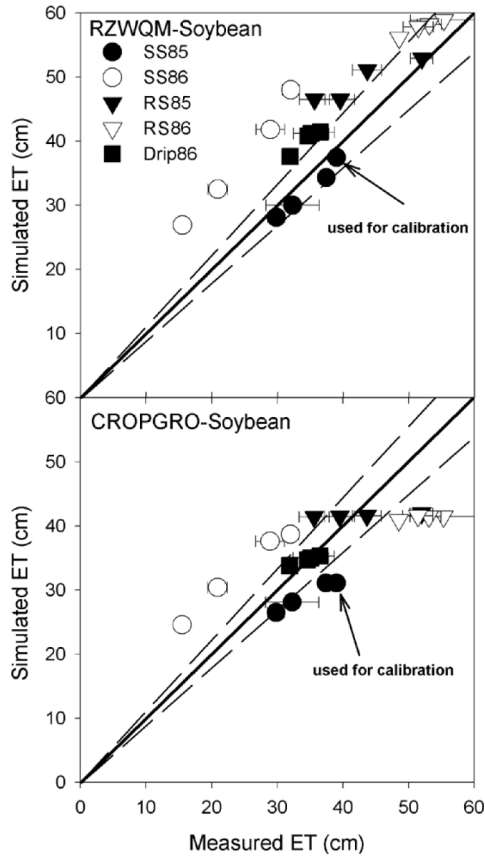 RZWQM-Soybean
SS85
SS86
RS85
RS86
Drip86
used for calibration
Simulated ET (cm)
60
50
40
30
20
10
60
CROPGRO-Soybean
used for calibration
Simulated ET (cm)
50
40
30
20
10
0
0 10 20 30 40 50 60
Measured ET (cm)